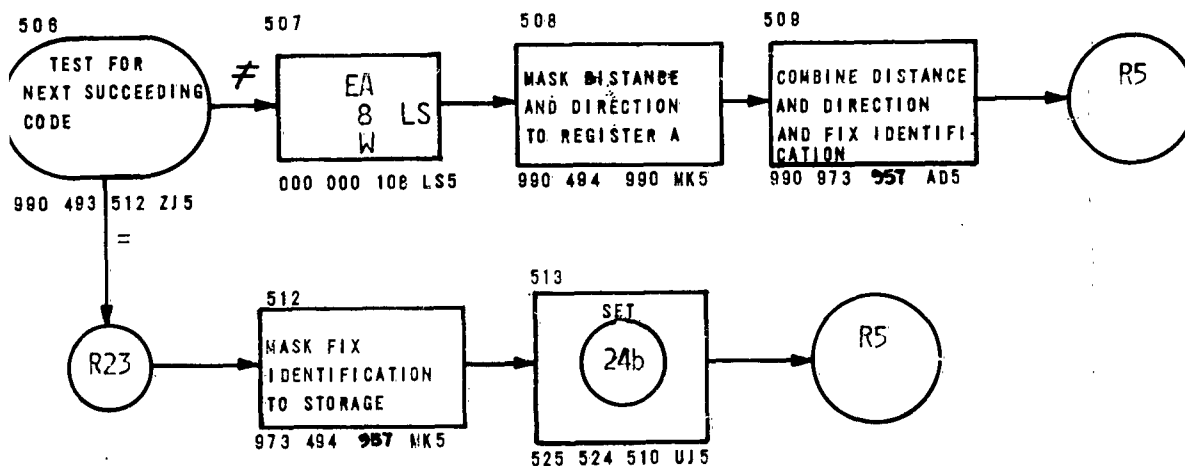 506
TEST FOR
NEXT SUCCEEDING
CODE
990 493 512 ZJ5
≠
=
507
EA
8 LS
W
000 000 108 LS5
508
MASK DISTANCE
AND DIRECTION
TO REGISTER A
990 494 990 MK5
509
COMBINE DISTANCE
AND DIRECTION
AND FIX IDENTIFI-
CATION
990 973 957 AD5
R5
R23
512
MASK FIX
IDENTIFICATION
TO STORAGE
973 494 957 MK5
513
SET
24b
525 524 510 UJ5
R5